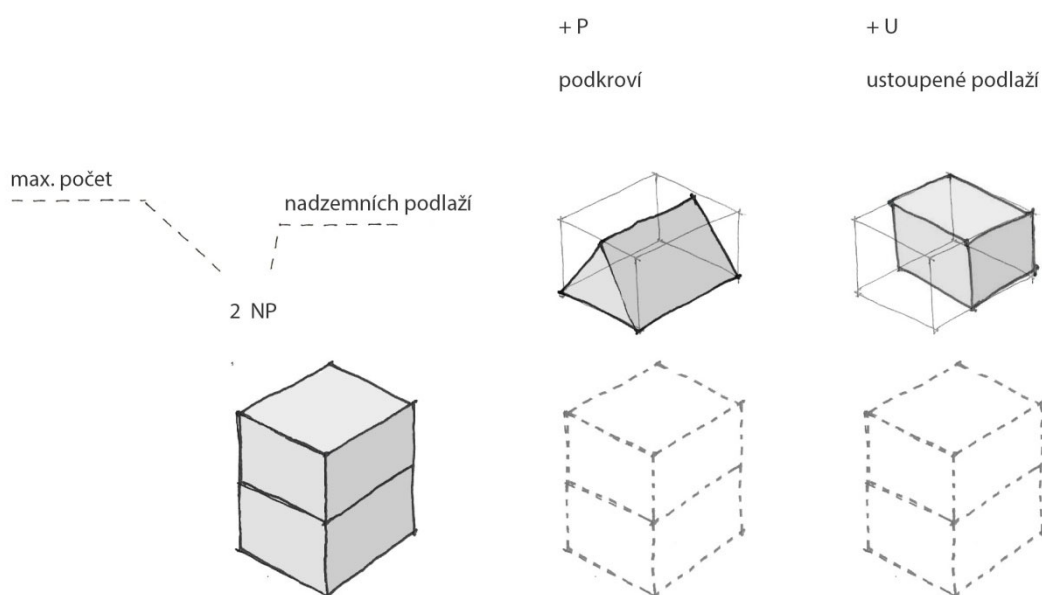 + P
+ U
podkroví
ustoupené podlaží
max. počet
nadzemních podlaží
2 NP